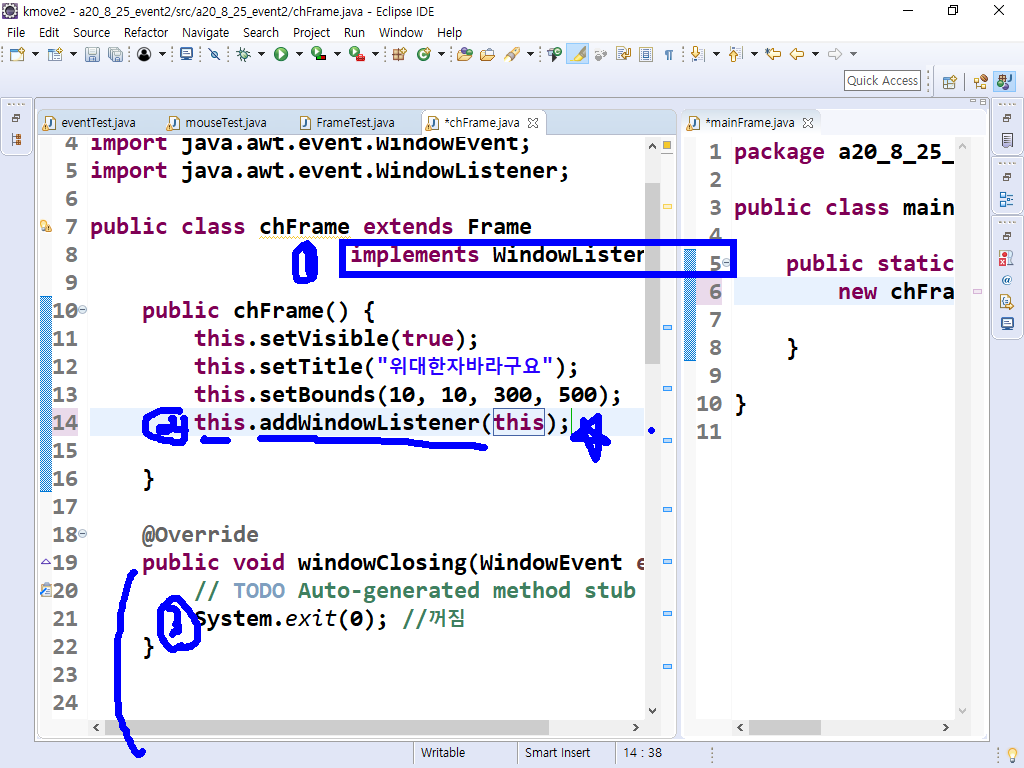 kmove2 - a20_8_25_event2/src/a20_8_25_event2/chFrame.java - Eclipse IDE
File Edit Source Refactor Navigate Search Project Run Window Help
Quick Access
eventTest.java mouseTest.java FrameTest.java *chFrame.java
4 import java.awt.event.WindowEvent;
5 import java.awt.event.WindowListener;
6
7 public class chFrame extends Frame
8 implements WindowListener
9
10 public chFrame() {
11 this.setVisible(true);
12 this.setTitle("위대한자바라구요");
13 this.setBounds(10, 10, 300, 500);
14 this.addWindowListener(this);
15
16 }
17
18 @Override
19 public void windowClosing(WindowEvent e
20 // TODO Auto-generated method stub
21 System.exit(0); //꺼짐
22 }
23
24
*mainFrame.java
1 package a20_8_25_
2
3 public class main
4
5 public static
6 new chFra
7
8 }
9
10 }
11
Writable Smart Insert 14 : 38